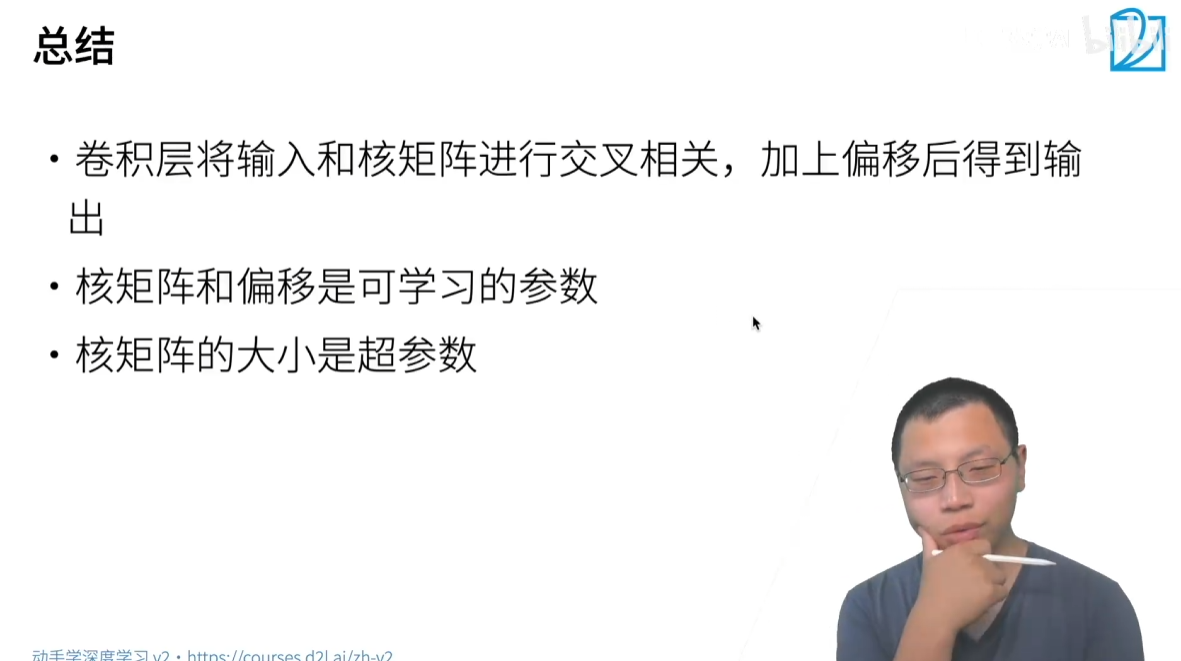 总结
• 卷积层将输入和核矩阵进行交叉相关，加上偏移后得到输
出
• 核矩阵和偏移是可学习的参数
• 核矩阵的大小是超参数
动手学深度学习 v2 • https://courses.d2l.ai/zh-v2
bilibili